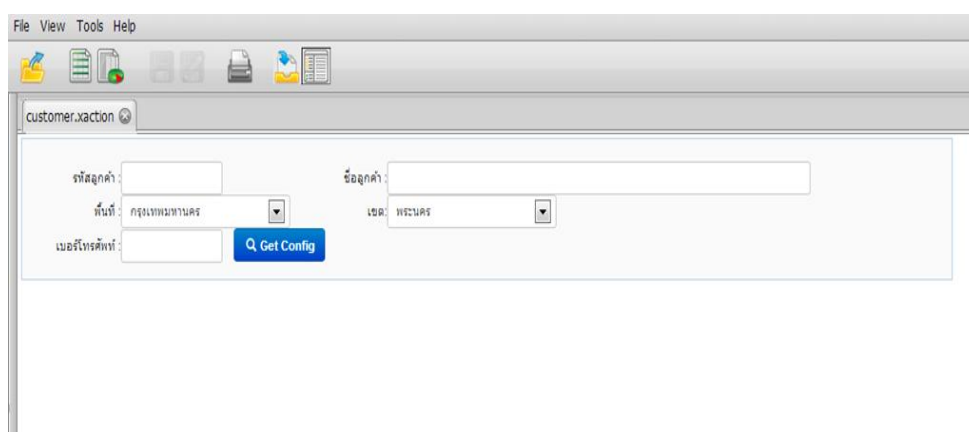 File View Tools Help
customer.xaction
รหัสลูกค้า : ชื่อลูกค้า :
พื้นที่ : กรุงเทพมหานคร เขต: พระนคร
เบอร์โทรศัพท์ : Get Config